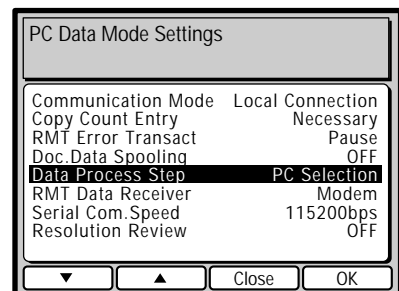 PC Data Mode Settings
Communication Mode Local Connection
Copy Count Entry Necessary
RMT Error Transact Pause
Doc.Data Spooling OFF
Data Process Step PC Selection
RMT Data Receiver Modem
Serial Com.Speed 115200bps
Resolution Review OFF
▼ ▲ Close OK